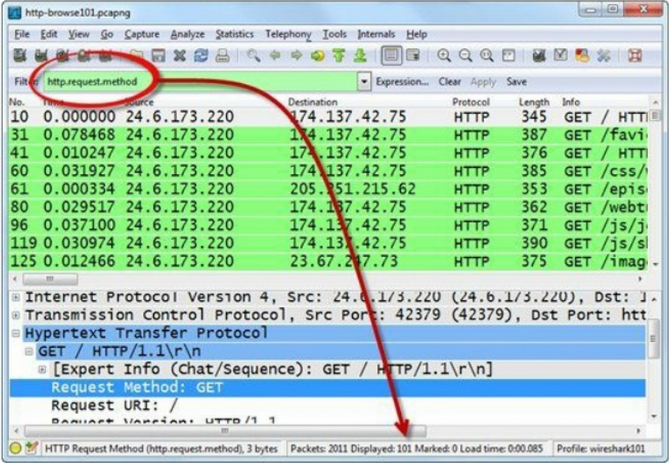 http-browse101.pcapng
File Edit View Go Capture Analyze Statistics Telephony Tools Internals Help
Filter: http.request.method Expression... Clear Apply Save
No. Time Source Destination Protocol Length Info
10 0.000000 24.6.173.220 174.137.42.75 HTTP 345 GET / HTT
31 0.078468 24.6.173.220 174.137.42.75 HTTP 387 GET /favi
41 0.010247 24.6.173.220 174.137.42.75 HTTP 376 GET / HTT
60 0.031927 24.6.173.220 174.137.42.75 HTTP 385 GET /css/
61 0.000334 24.6.173.220 205.251.215.62 HTTP 353 GET /epis
80 0.029517 24.6.173.220 174.137.42.75 HTTP 362 GET /webt
96 0.037100 24.6.173.220 174.137.42.75 HTTP 371 GET /js/j
119 0.030974 24.6.173.220 174.137.42.75 HTTP 390 GET /js/s
125 0.012466 24.6.173.220 23.67.247.73 HTTP 375 GET /imag
Internet Protocol Version 4, Src: 24.6.173.220 (24.6.173.220), Dst: 1
Transmission Control Protocol, Src Port: 42379 (42379), Dst Port: htt
Hypertext Transfer Protocol
GET / HTTP/1.1\r\n
[Expert Info (Chat/Sequence): GET / HTTP/1.1\r\n]
Request Method: GET
Request URI: /
Request Version: HTTP/1.1
HTTP Request Method (http.request.method), 3 bytes Packets: 2011 Displayed: 101 Marked: 0 Load time: 0:00.085 Profile: wireshark101